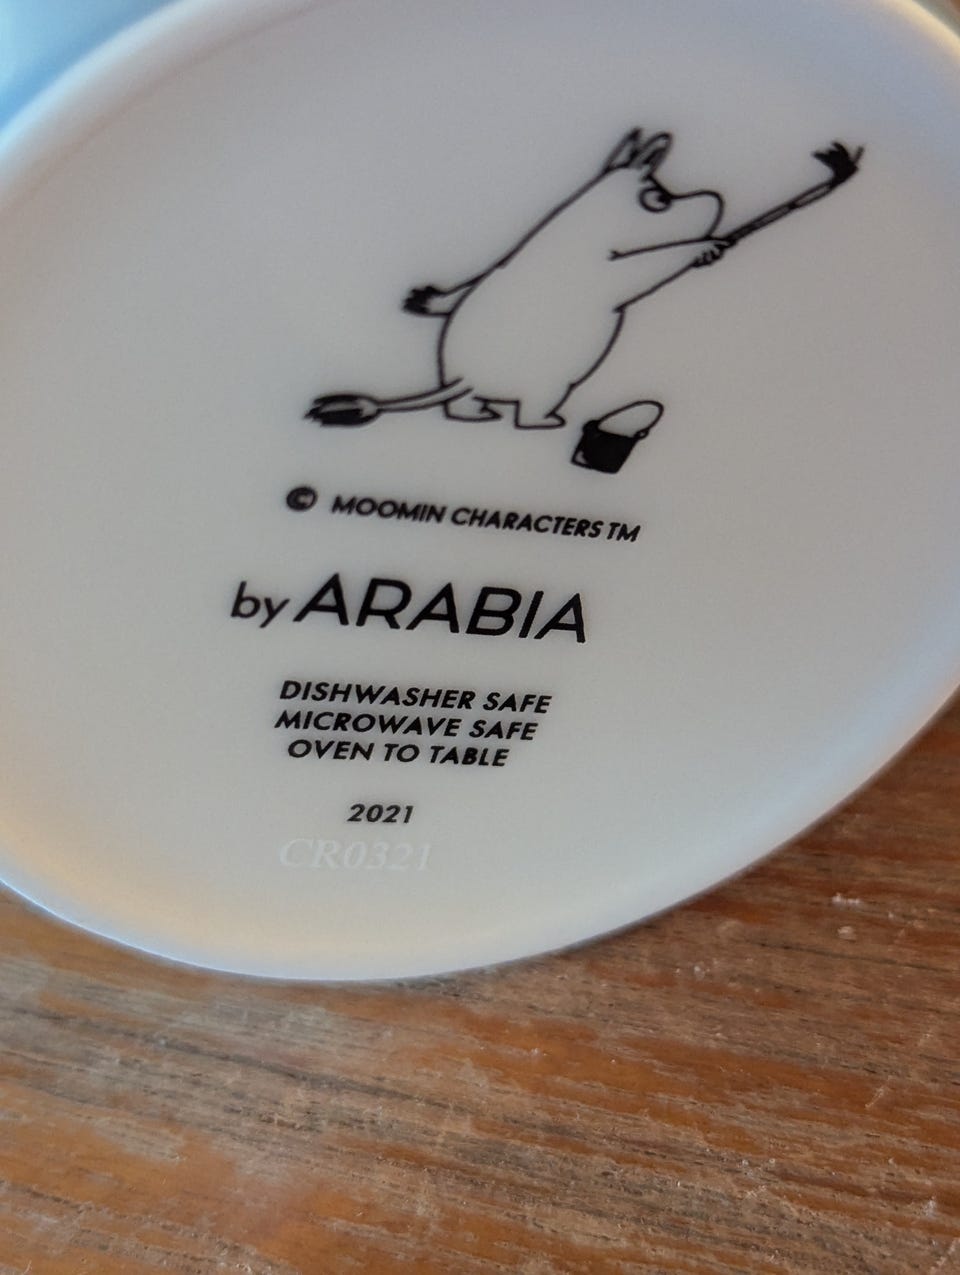 © MOOMIN CHARACTERS TM
by ARABIA
DISHWASHER SAFE
MICROWAVE SAFE
OVEN TO TABLE
2021
CR0321